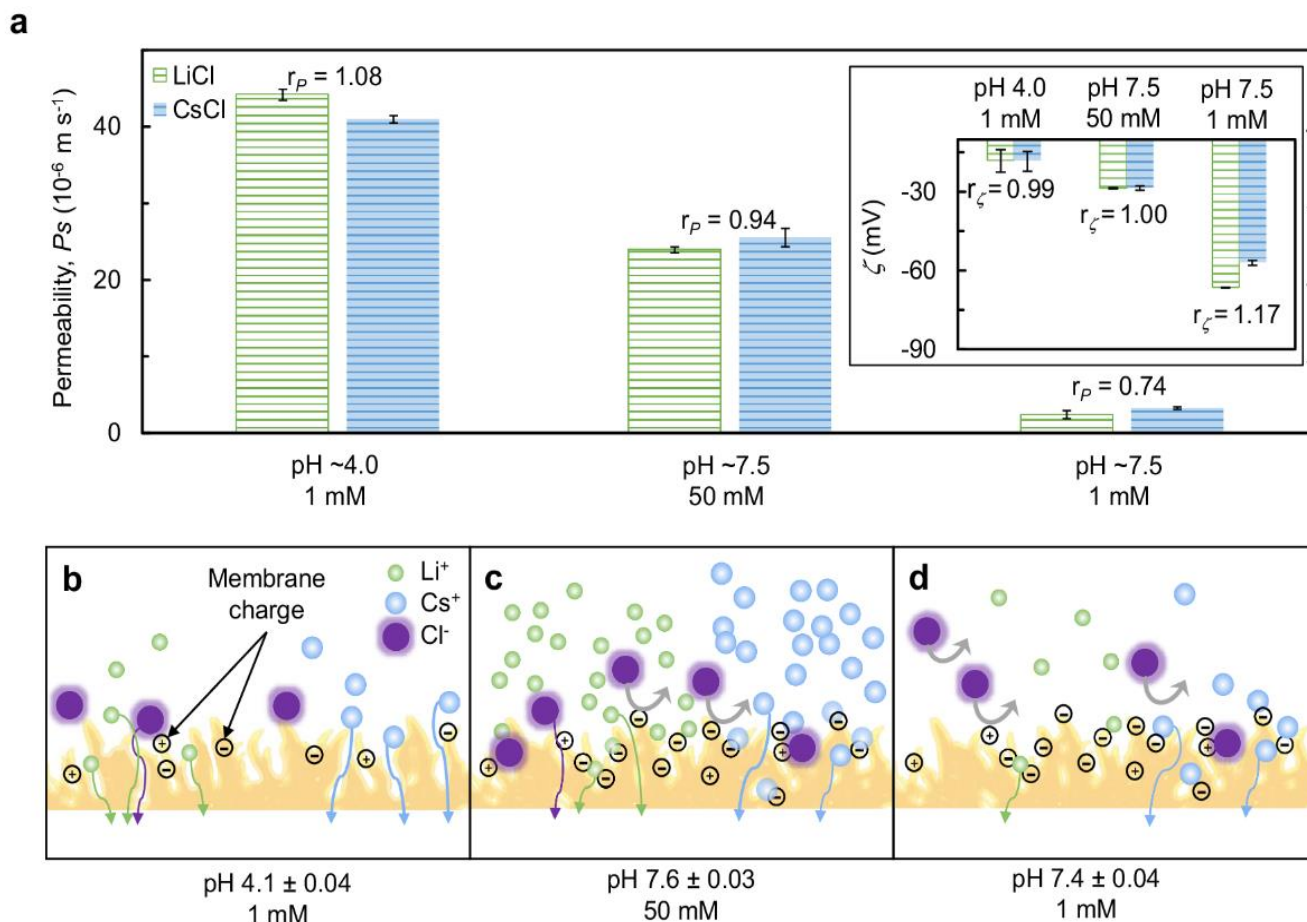 a
Permeability, Ps (10⁻⁶ m s⁻¹)
40
20
0
LiCl
CsCl
r_P = 1.08
r_P = 0.94
r_P = 0.74
pH ~4.0
1 mM
pH ~7.5
50 mM
pH ~7.5
1 mM
pH 4.0
1 mM
pH 7.5
50 mM
pH 7.5
1 mM
ζ (mV)
-30
-60
-90
r_ζ = 0.99
r_ζ = 1.00
r_ζ = 1.17
b
Membrane
charge
Li⁺
Cs⁺
Cl⁻
pH 4.1 ± 0.04
1 mM
c
pH 7.6 ± 0.03
50 mM
d
pH 7.4 ± 0.04
1 mM